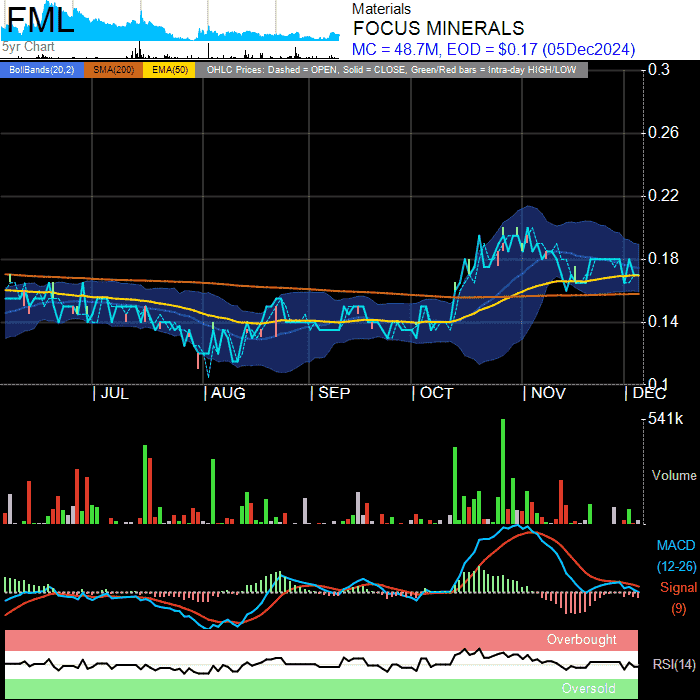 FML
5yr Chart
Materials
FOCUS MINERALS
MC = 48.7M, EOD = $0.17 (05Dec2024)
BollBands(20,2) SMA(200) EMA(50) OHLC Prices: Dashed = OPEN, Solid = CLOSE, Green/Red bars = Intra-day HIGH/LOW
0.3
0.26
0.22
0.18
0.14
0.1
| JUL | AUG | SEP | OCT | NOV | DEC
541k
Volume
MACD
(12-26)
Signal
(9)
Overbought
RSI(14)
Oversold